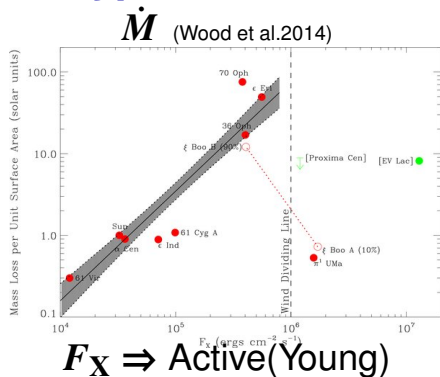 Ṁ (Wood et al.2014)
Mass Loss per Unit Surface Area (solar units)
100.0
10.0
1.0
0.1
70 Oph
ε Eri
36 Oph
ξ Boo B (90%)
[Proxima Cen]
[EV Lac]
Sun
α Cen
ε Ind
61 Cyg A
61 Vir
ξ Boo A (10%)
π¹ UMa
Wind Dividing Line
10⁴
10⁵
10⁶
10⁷
Fₓ (ergs cm⁻² s⁻¹)
F_X ⇒ Active(Young)